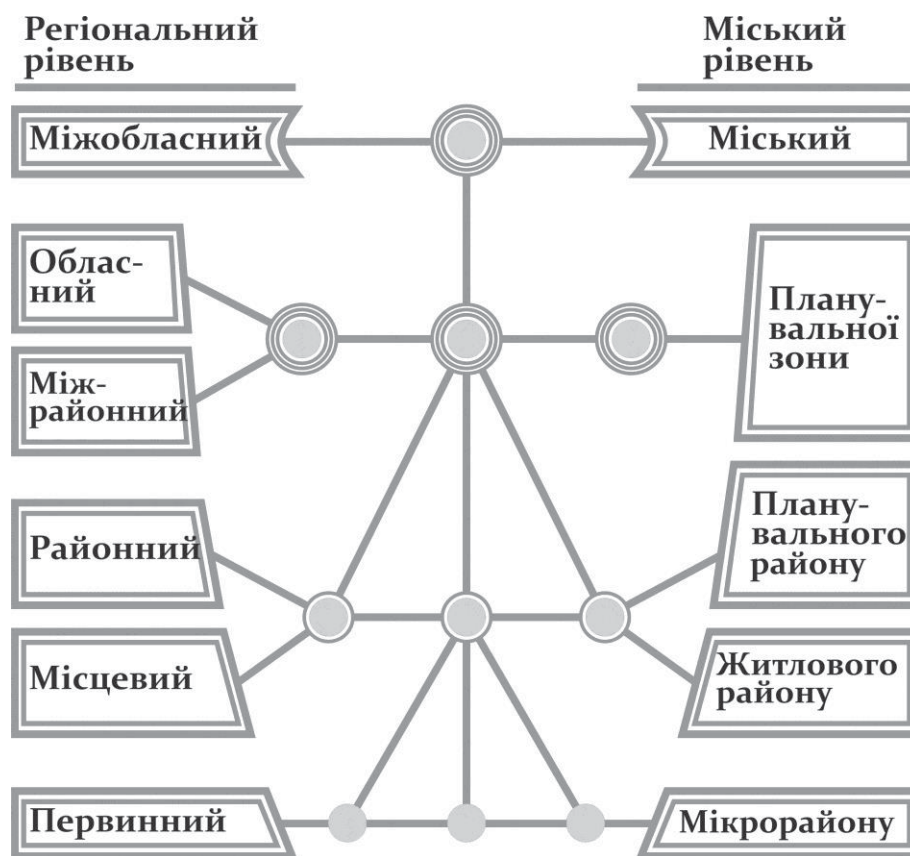 Регіональний
рівень
Міський
рівень
Міжобласний
Міський
Облас-
ний
Між-
районний
Плану-
вальної
зони
Районний
Плану-
вального
району
Місцевий
Житлового
району
Первинний
Мікрорайону